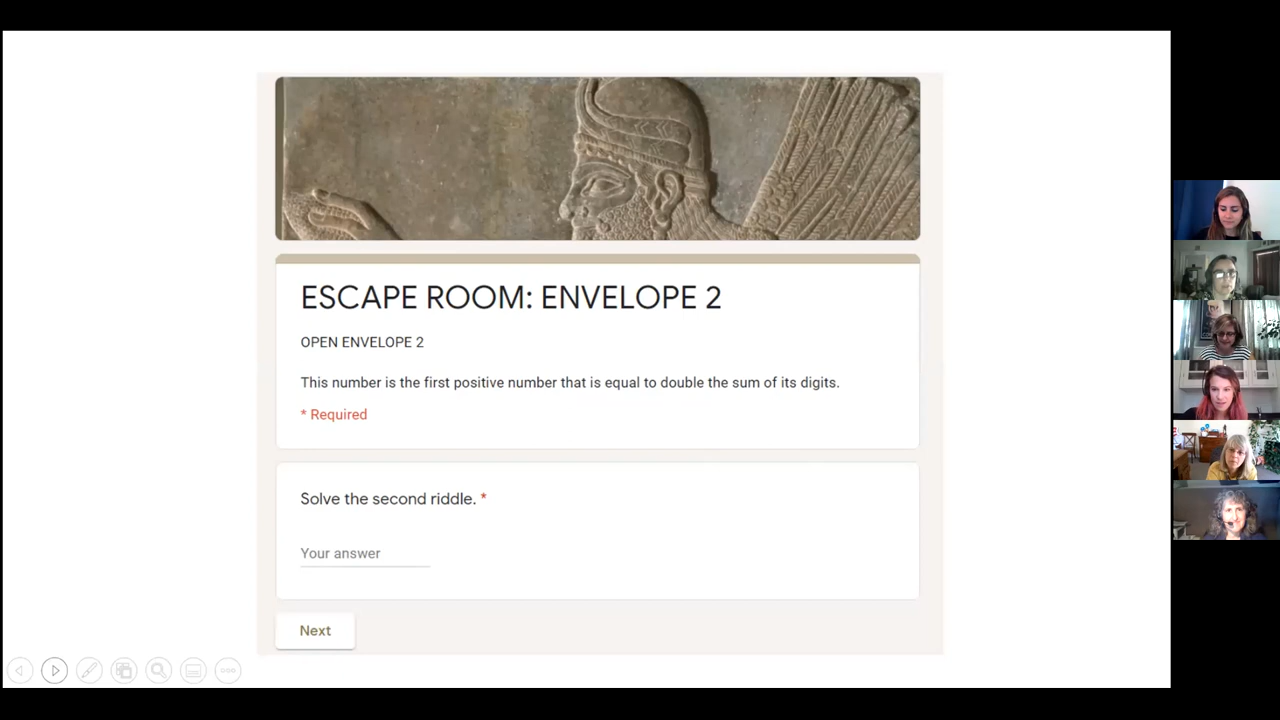 ESCAPE ROOM: ENVELOPE 2
OPEN ENVELOPE 2
This number is the first positive number that is equal to double the sum of its digits.
* Required
Solve the second riddle. *
Your answer
Next